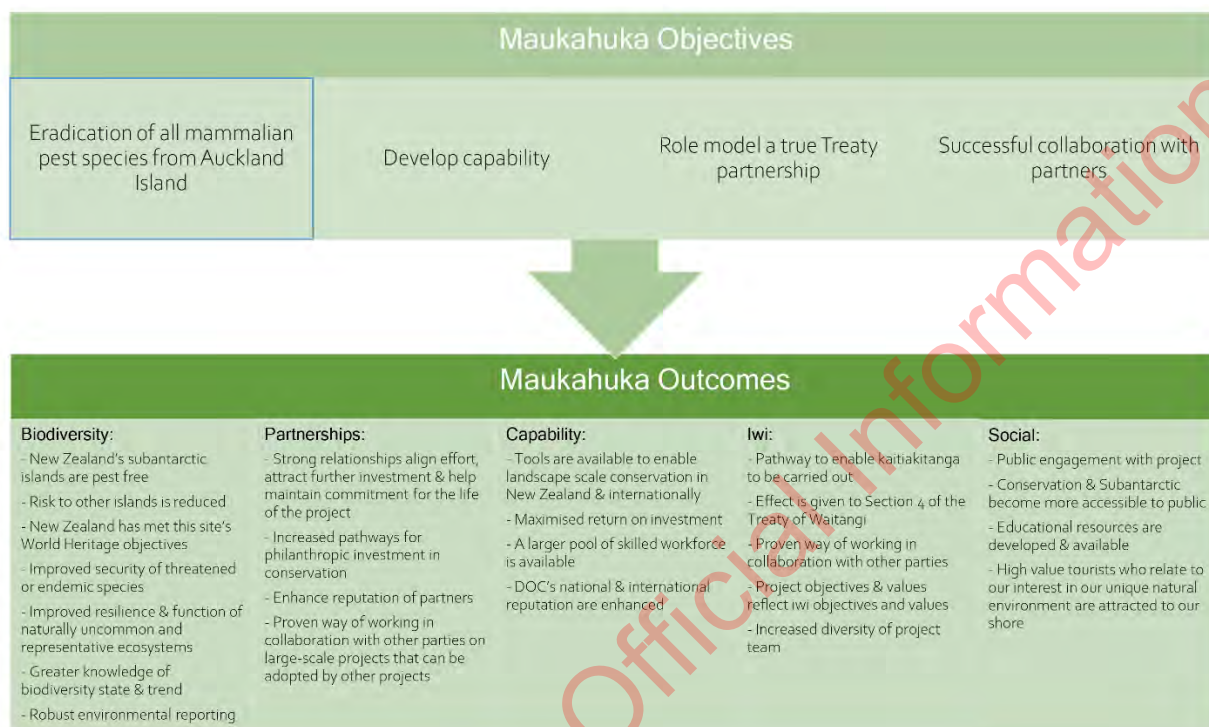 Maukahuka Objectives
Eradication of all mammalian
pest species from Auckland
Island
Develop capability
Role model a true Treaty
partnership
Successful collaboration with
partners
Maukahuka Outcomes
Biodiversity:
- New Zealand's subantarctic
islands are pest free
- Risk to other islands is reduced
- New Zealand has met this site's
World Heritage objectives
- Improved security of threatened
or endemic species
- Improved resilience & function of
naturally uncommon and
representative ecosystems
- Greater knowledge of
biodiversity state & trend
- Robust environmental reporting
Partnerships:
- Strong relationships align effort,
attract further investment & help
maintain commitment for the life
of the project
- Increased pathways for
philanthropic investment in
conservation
- Enhance reputation of partners
- Proven way of working in
collaboration with other parties on
large-scale projects that can be
adopted by other projects
Capability:
- Tools are available to enable
landscape scale conservation in
New Zealand & internationally
- Maximised return on investment
- A larger pool of skilled workforce
is available
- DOC's national & international
reputation are enhanced
Iwi:
- Pathway to enable kaitiakitanga
to be carried out
- Effect is given to Section 4 of the
Treaty of Waitangi
- Proven way of working in
collaboration with other parties
- Project objectives & values
reflect iwi objectives and values
- Increased diversity of project
team
Social:
- Public engagement with project
- Conservation & Subantarctic
become more accessible to public
- Educational resources are
developed & available
- High value tourists who relate to
our interest in our unique natural
environment are attracted to our
shore
Official Information